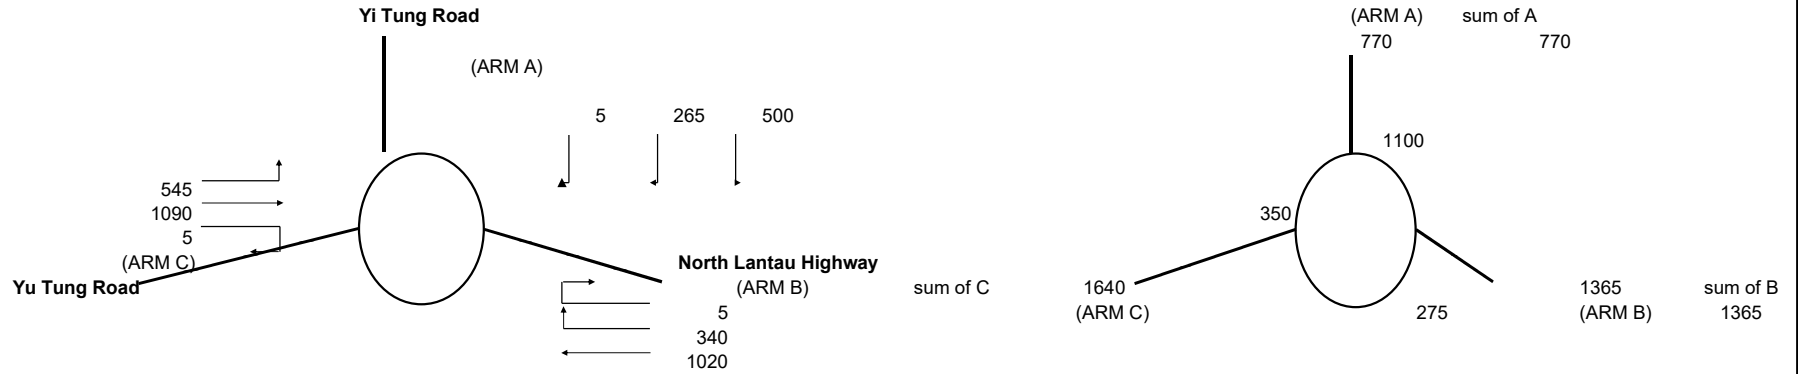 Yi Tung Road
(ARM A)
5 265 500
545
1090
5
(ARM C)
Yu Tung Road
North Lantau Highway
(ARM B)
5
340
1020
(ARM A) sum of A
770 770
1100
350
sum of C 1640 1365 sum of B
(ARM C) 275 (ARM B) 1365